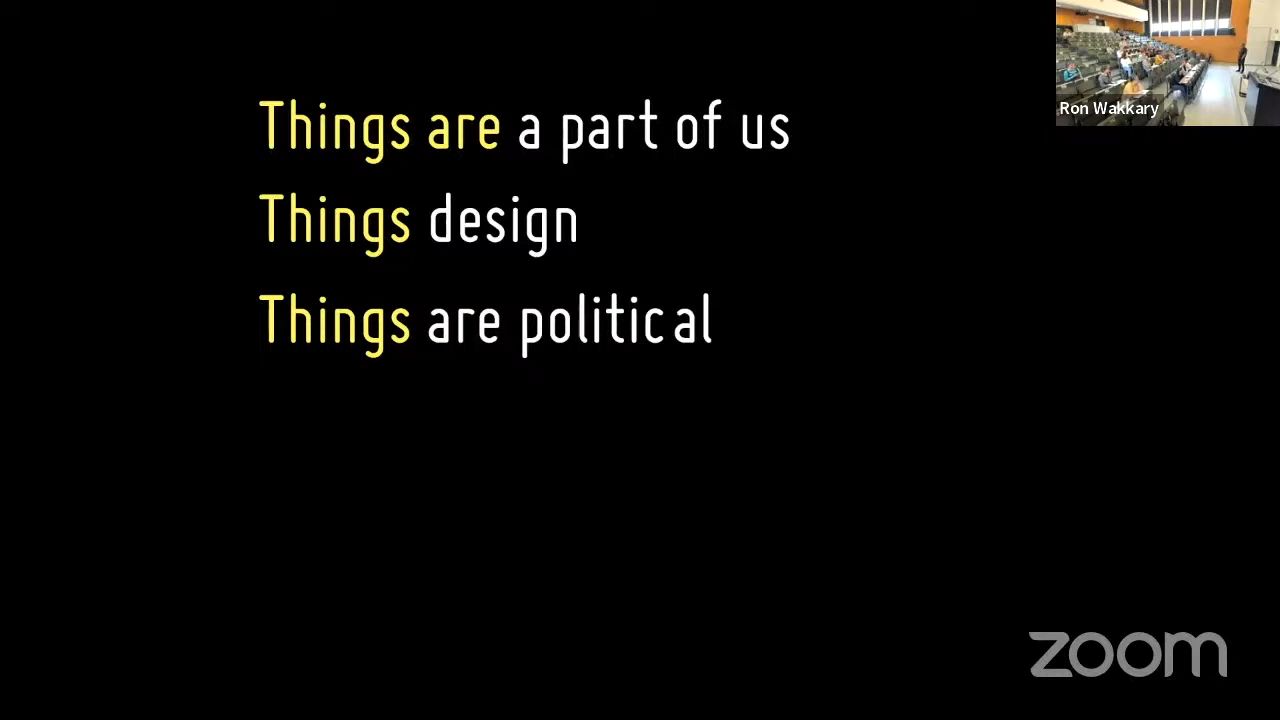 Things are a part of us
Things design
Things are political
Ron Wakkary
zoom